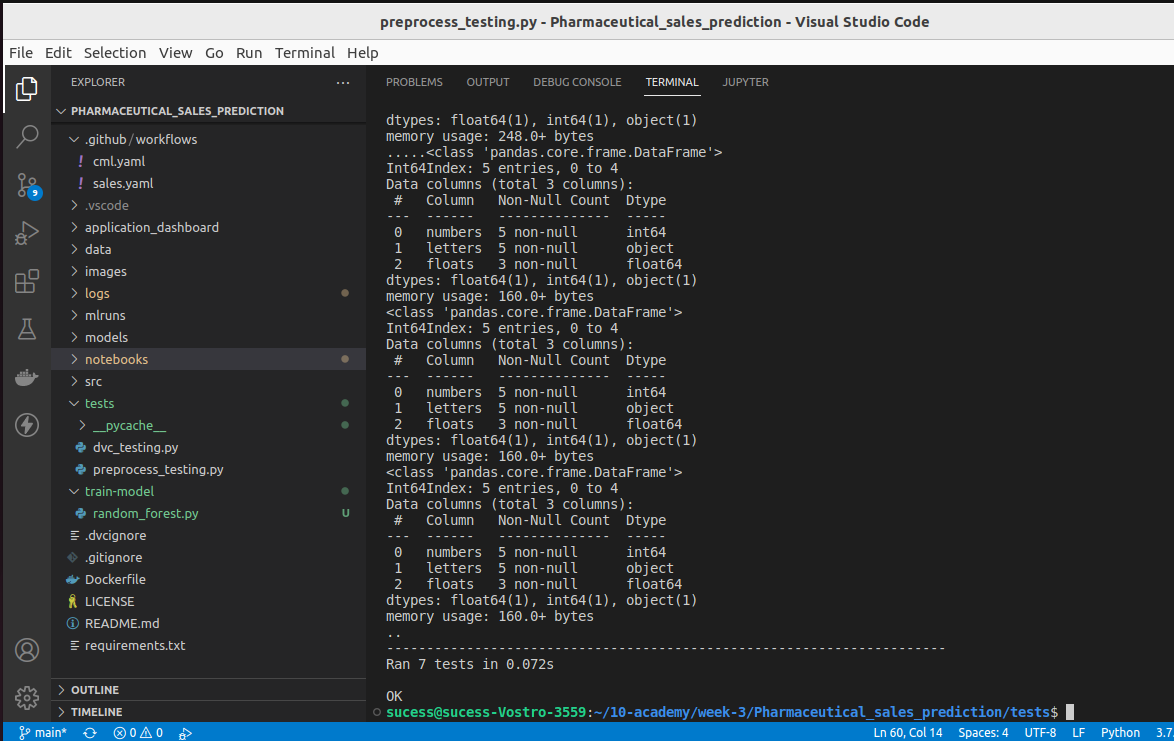 preprocess_testing.py - Pharmaceutical_sales_prediction - Visual Studio Code
File Edit Selection View Go Run Terminal Help
EXPLORER ···
PHARMACEUTICAL_SALES_PREDICTION
.github / workflows
! cml.yaml
! sales.yaml
9
.vscode
application_dashboard
data
images
logs
mlruns
models
notebooks
src
tests
__pycache__
dvc_testing.py
preprocess_testing.py
train-model
random_forest.py U
.dvcignore
.gitignore
Dockerfile
LICENSE
README.md
requirements.txt
OUTLINE
TIMELINE
PROBLEMS OUTPUT DEBUG CONSOLE TERMINAL JUPYTER
dtypes: float64(1), int64(1), object(1)
memory usage: 248.0+ bytes
.....<class 'pandas.core.frame.DataFrame'>
Int64Index: 5 entries, 0 to 4
Data columns (total 3 columns):
 #   Column   Non-Null Count  Dtype
---  ------   --------------  -----
 0   numbers  5 non-null      int64
 1   letters  5 non-null      object
 2   floats   3 non-null      float64
dtypes: float64(1), int64(1), object(1)
memory usage: 160.0+ bytes
<class 'pandas.core.frame.DataFrame'>
Int64Index: 5 entries, 0 to 4
Data columns (total 3 columns):
 #   Column   Non-Null Count  Dtype
---  ------   --------------  -----
 0   numbers  5 non-null      int64
 1   letters  5 non-null      object
 2   floats   3 non-null      float64
dtypes: float64(1), int64(1), object(1)
memory usage: 160.0+ bytes
<class 'pandas.core.frame.DataFrame'>
Int64Index: 5 entries, 0 to 4
Data columns (total 3 columns):
 #   Column   Non-Null Count  Dtype
---  ------   --------------  -----
 0   numbers  5 non-null      int64
 1   letters  5 non-null      object
 2   floats   3 non-null      float64
dtypes: float64(1), int64(1), object(1)
memory usage: 160.0+ bytes
..
----------------------------------------------------------------------
Ran 7 tests in 0.072s
OK
sucess@sucess-Vostro-3559:~/10-academy/week-3/Pharmaceutical_sales_prediction/tests$
main* 0 0 Ln 60, Col 14 Spaces: 4 UTF-8 LF Python 3.7